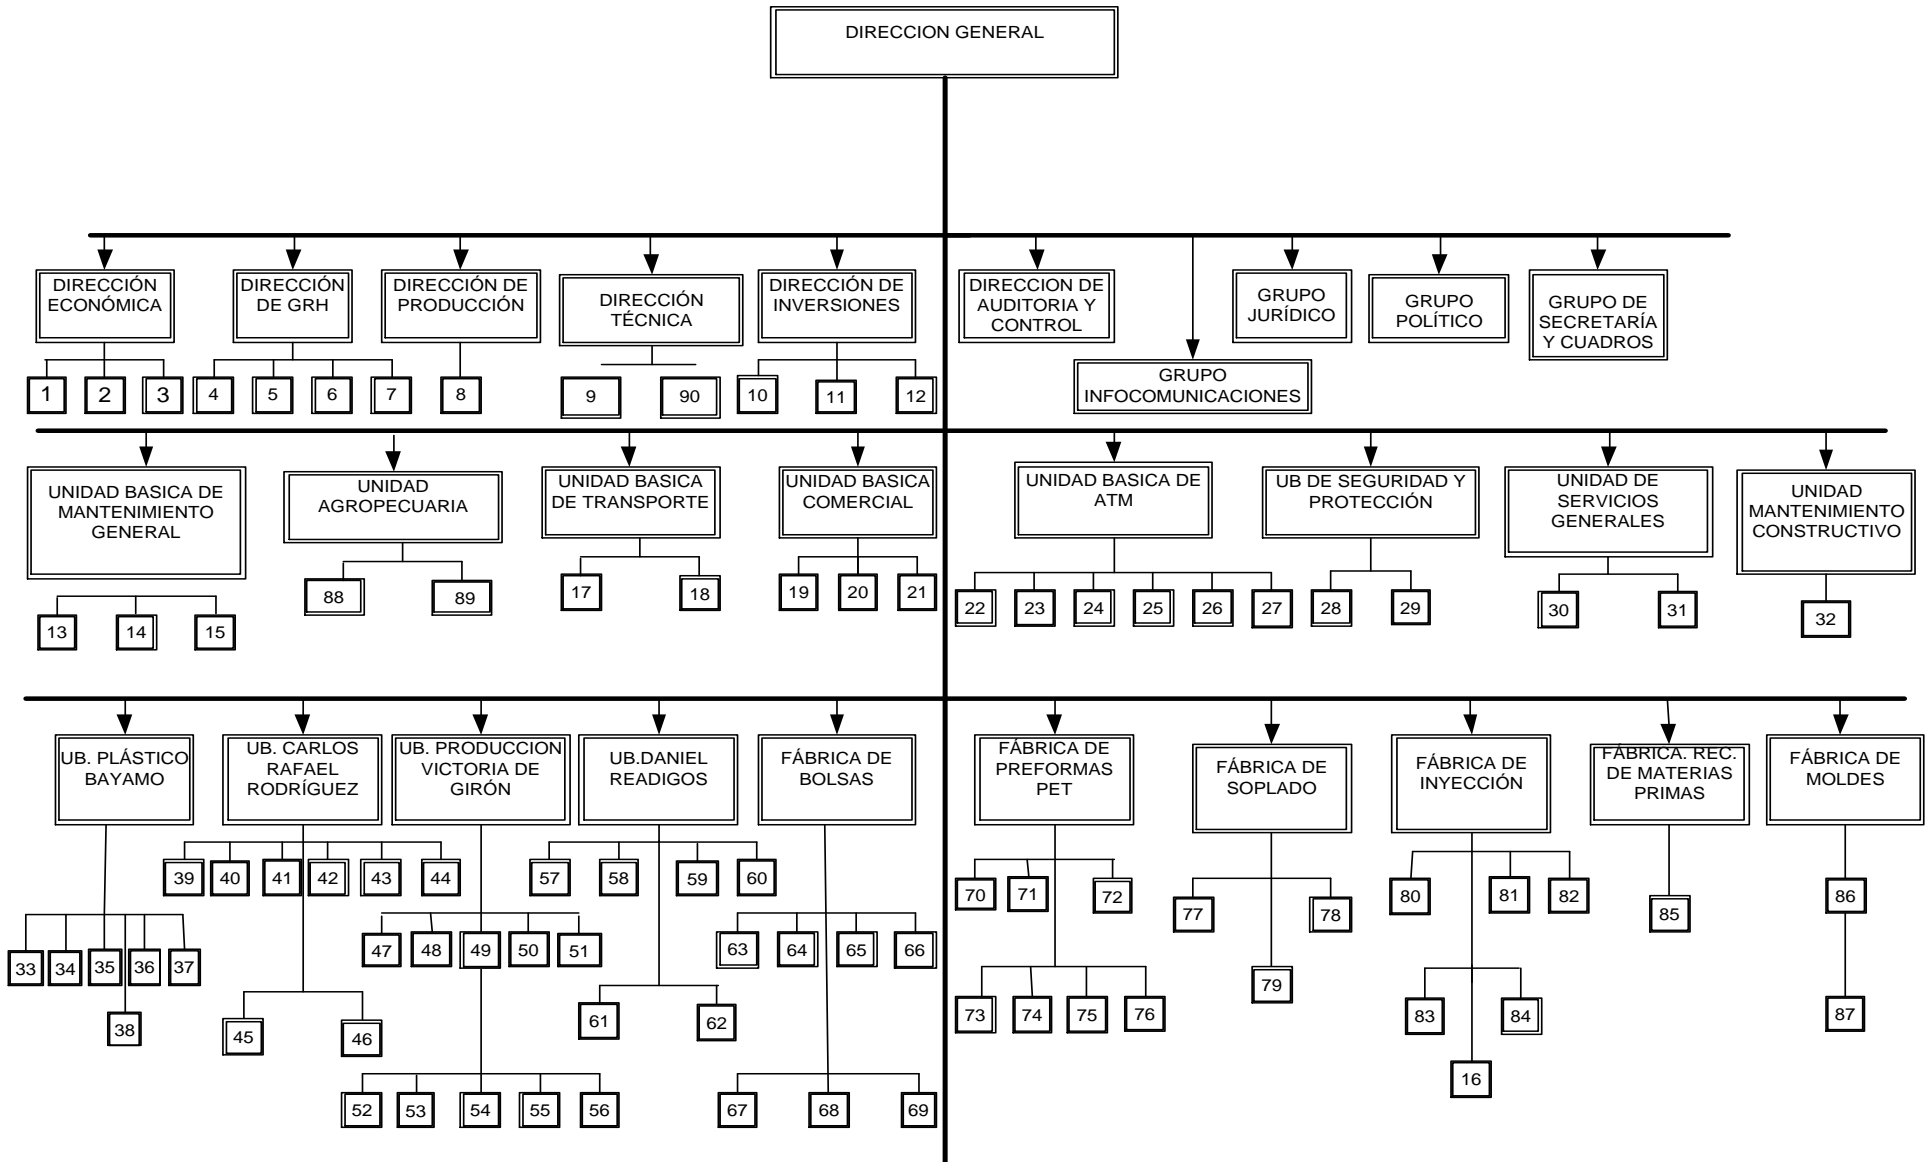 DIRECCION GENERAL
DIRECCIÓN
ECONÓMICA
DIRECCIÓN
DE GRH
DIRECCIÓN DE
PRODUCCIÓN
DIRECCIÓN
TÉCNICA
DIRECCIÓN DE
INVERSIONES
DIRECCION DE
AUDITORIA Y
CONTROL
GRUPO
INFOCOMUNICACIONES
GRUPO
JURÍDICO
GRUPO
POLÍTICO
GRUPO DE
SECRETARÍA
Y CUADROS
1
2
3
4
5
6
7
8
9
90
10
11
12
UNIDAD BASICA DE
MANTENIMIENTO
GENERAL
UNIDAD
AGROPECUARIA
UNIDAD BASICA
DE TRANSPORTE
UNIDAD BASICA
COMERCIAL
UNIDAD BASICA DE
ATM
UB DE SEGURIDAD Y
PROTECCIÓN
UNIDAD DE
SERVICIOS
GENERALES
UNIDAD
MANTENIMIENTO
CONSTRUCTIVO
13
14
15
88
89
17
18
19
20
21
22
23
24
25
26
27
28
29
30
31
32
UB. PLÁSTICO
BAYAMO
UB. CARLOS
RAFAEL
RODRÍGUEZ
UB. PRODUCCION
VICTORIA DE
GIRÓN
UB.DANIEL
READIGOS
FÁBRICA DE
BOLSAS
FÁBRICA DE
PREFORMAS
PET
FÁBRICA DE
SOPLADO
FÁBRICA DE
INYECCIÓN
FÁBRICA. REC.
DE MATERIAS
PRIMAS
FÁBRICA DE
MOLDES
33
34
35
36
37
38
39
40
41
42
43
44
45
46
47
48
49
50
51
52
53
54
55
56
57
58
59
60
61
62
63
64
65
66
67
68
69
70
71
72
73
74
75
76
77
78
79
80
81
82
83
84
16
85
86
87